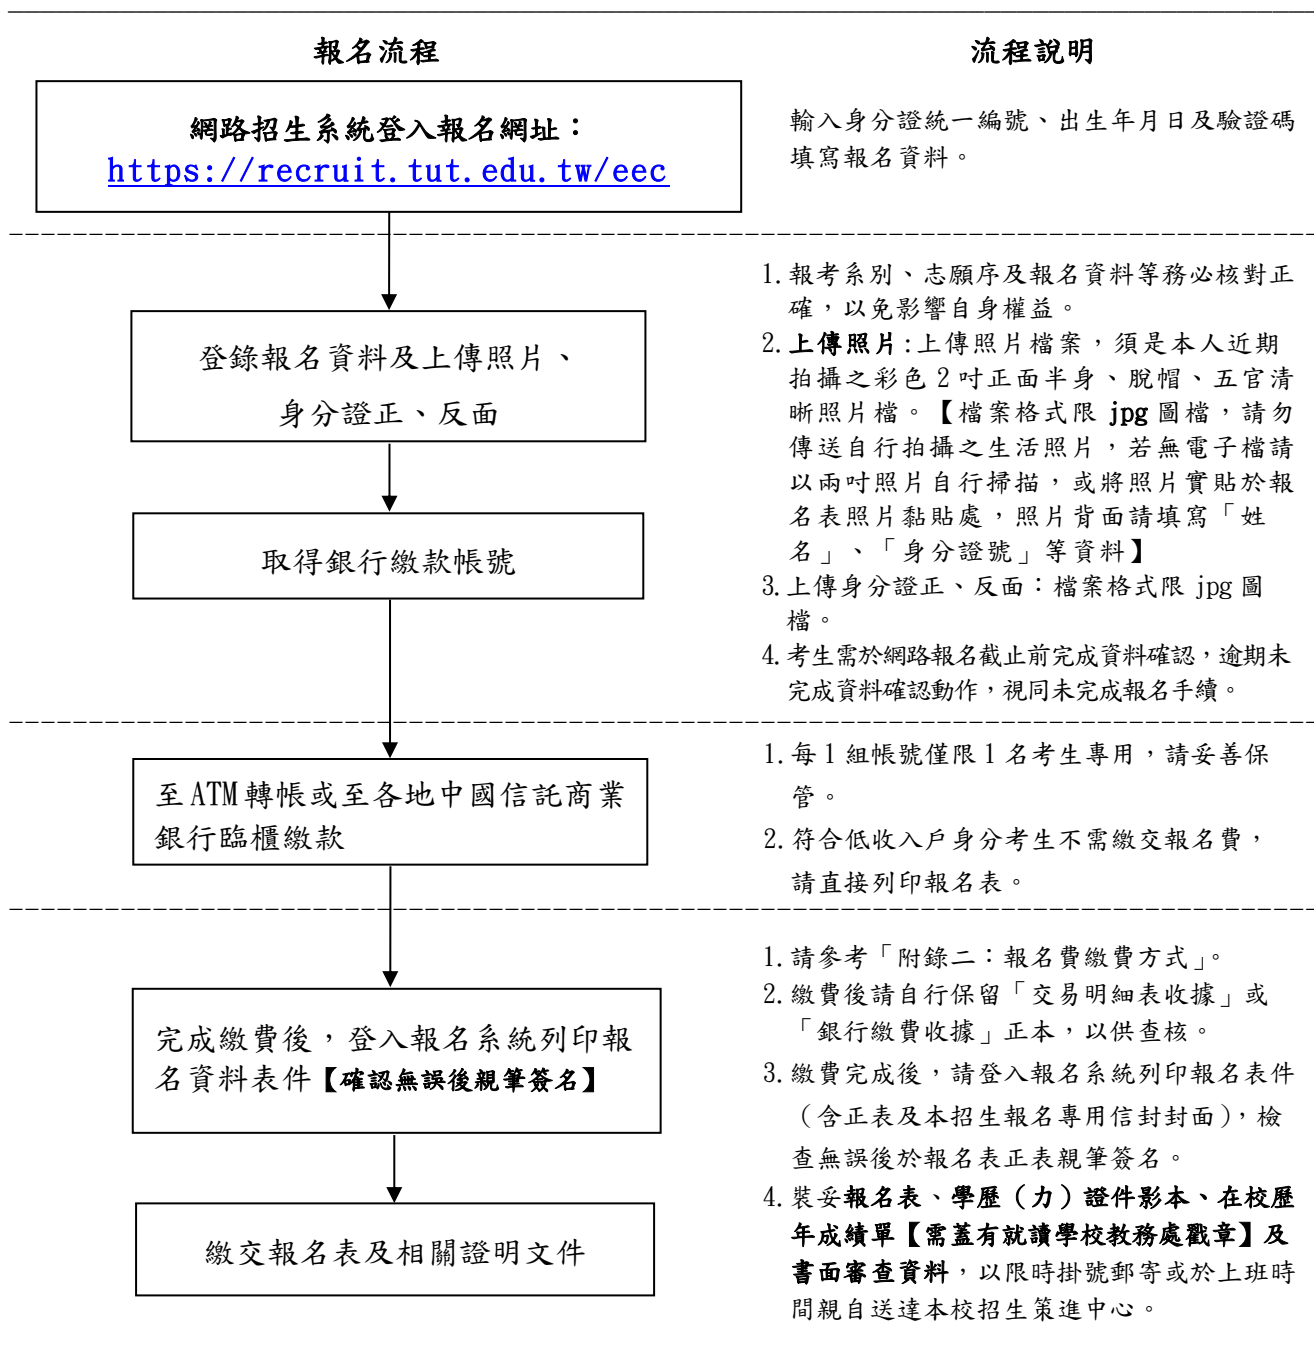 報名流程
流程說明
網路招生系統登入報名網址：
https://recruit.tut.edu.tw/eec
輸入身分證統一編號、出生年月日及驗證碼
填寫報名資料。
登錄報名資料及上傳照片、
身分證正、反面
取得銀行繳款帳號
1.報考系別、志願序及報名資料等務必核對正
確，以免影響自身權益。
2.上傳照片:上傳照片檔案，須是本人近期
拍攝之彩色 2 吋正面半身、脫帽、五官清
晰照片檔。【檔案格式限 jpg 圖檔，請勿
傳送自行拍攝之生活照片，若無電子檔請
以兩吋照片自行掃描，或將照片實貼於報
名表照片黏貼處，照片背面請填寫「姓
名」、「身分證號」等資料】
3.上傳身分證正、反面：檔案格式限 jpg 圖
檔。
4.考生需於網路報名截止前完成資料確認，逾期未
完成資料確認動作，視同未完成報名手續。
至 ATM 轉帳或至各地中國信託商業
銀行臨櫃繳款
1.每 1 組帳號僅限 1 名考生專用，請妥善保
管。
2.符合低收入戶身分考生不需繳交報名費，
請直接列印報名表。
完成繳費後，登入報名系統列印報
名資料表件【確認無誤後親筆簽名】
繳交報名表及相關證明文件
1.請參考「附錄二：報名費繳費方式」。
2.繳費後請自行保留「交易明細表收據」或
「銀行繳費收據」正本，以供查核。
3.繳費完成後，請登入報名系統列印報名表件
（含正表及本招生報名專用信封封面），檢
查無誤後於報名表正表親筆簽名。
4.裝妥報名表、學歷（力）證件影本、在校歷
年成績單【需蓋有就讀學校教務處戳章】及
書面審查資料，以限時掛號郵寄或於上班時
間親自送達本校招生策進中心。